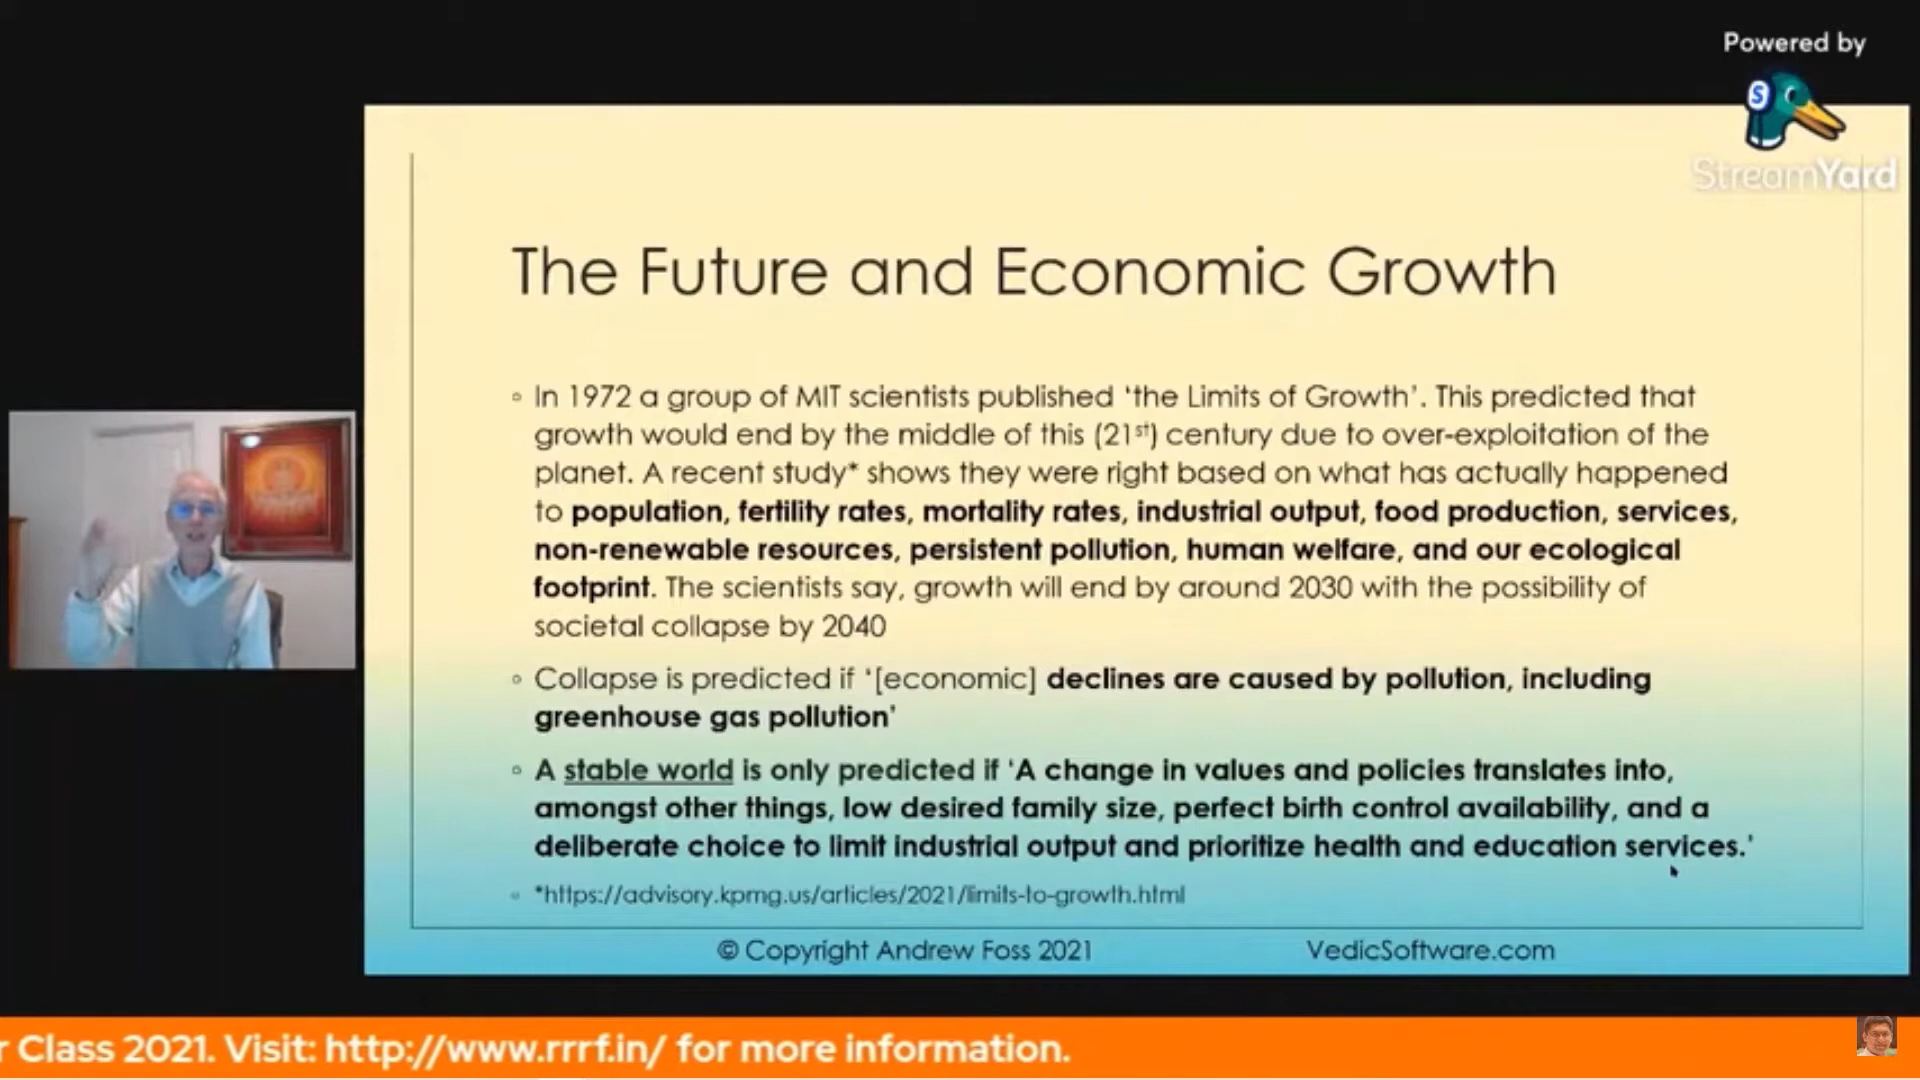 Powered by
S
StreamYard
The Future and Economic Growth
◦ In 1972 a group of MIT scientists published ‘the Limits of Growth’. This predicted that
growth would end by the middle of this (21st) century due to over-exploitation of the
planet. A recent study* shows they were right based on what has actually happened
to population, fertility rates, mortality rates, industrial output, food production, services,
non-renewable resources, persistent pollution, human welfare, and our ecological
footprint. The scientists say, growth will end by around 2030 with the possibility of
societal collapse by 2040
◦ Collapse is predicted if ‘[economic] declines are caused by pollution, including
greenhouse gas pollution’
◦ A stable world is only predicted if ‘A change in values and policies translates into,
amongst other things, low desired family size, perfect birth control availability, and a
deliberate choice to limit industrial output and prioritize health and education services.’
◦ *https://advisory.kpmg.us/articles/2021/limits-to-growth.html
© Copyright Andrew Foss 2021 VedicSoftware.com
r Class 2021. Visit: http://www.rrrf.in/ for more information.